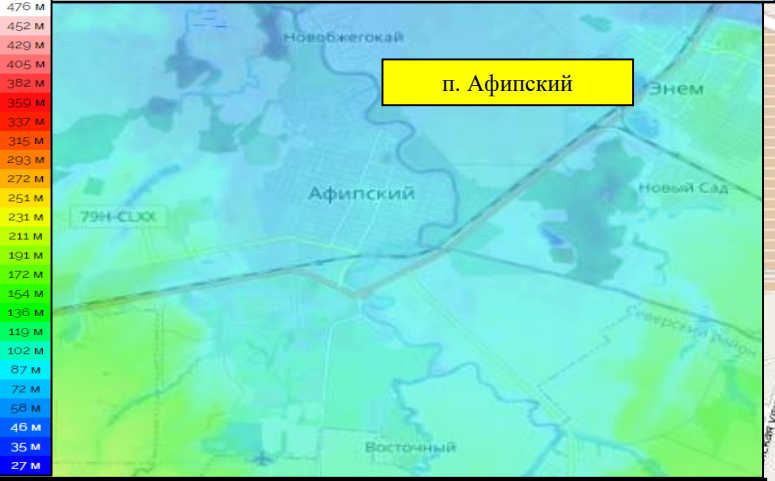 476 м
452 м
429 м
405 м
382 м
359 м
337 м
315 м
293 м
272 м
251 м
231 м
211 м
191 м
172 м
154 м
136 м
119 м
102 м
87 м
72 м
58 м
46 м
35 м
27 м
Новобжегокай
п. Афипский
Энем
Афипский
Новый Сад
79Н-CLXX
Северский район
Восточный